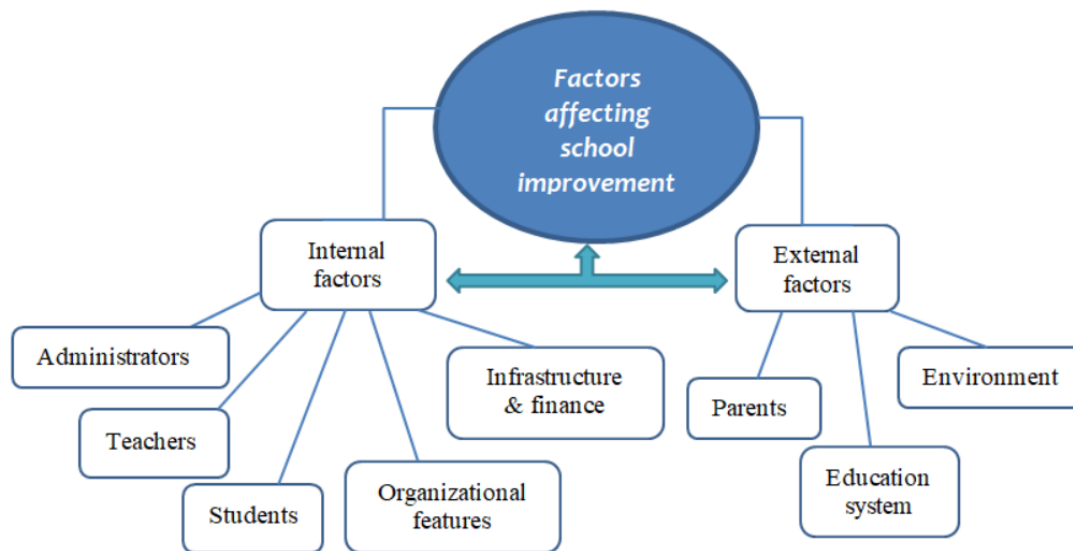 Factors
affecting
school
improvement
Internal
factors
External
factors
Administrators
Teachers
Students
Organizational
features
Infrastructure
& finance
Parents
Education
system
Environment